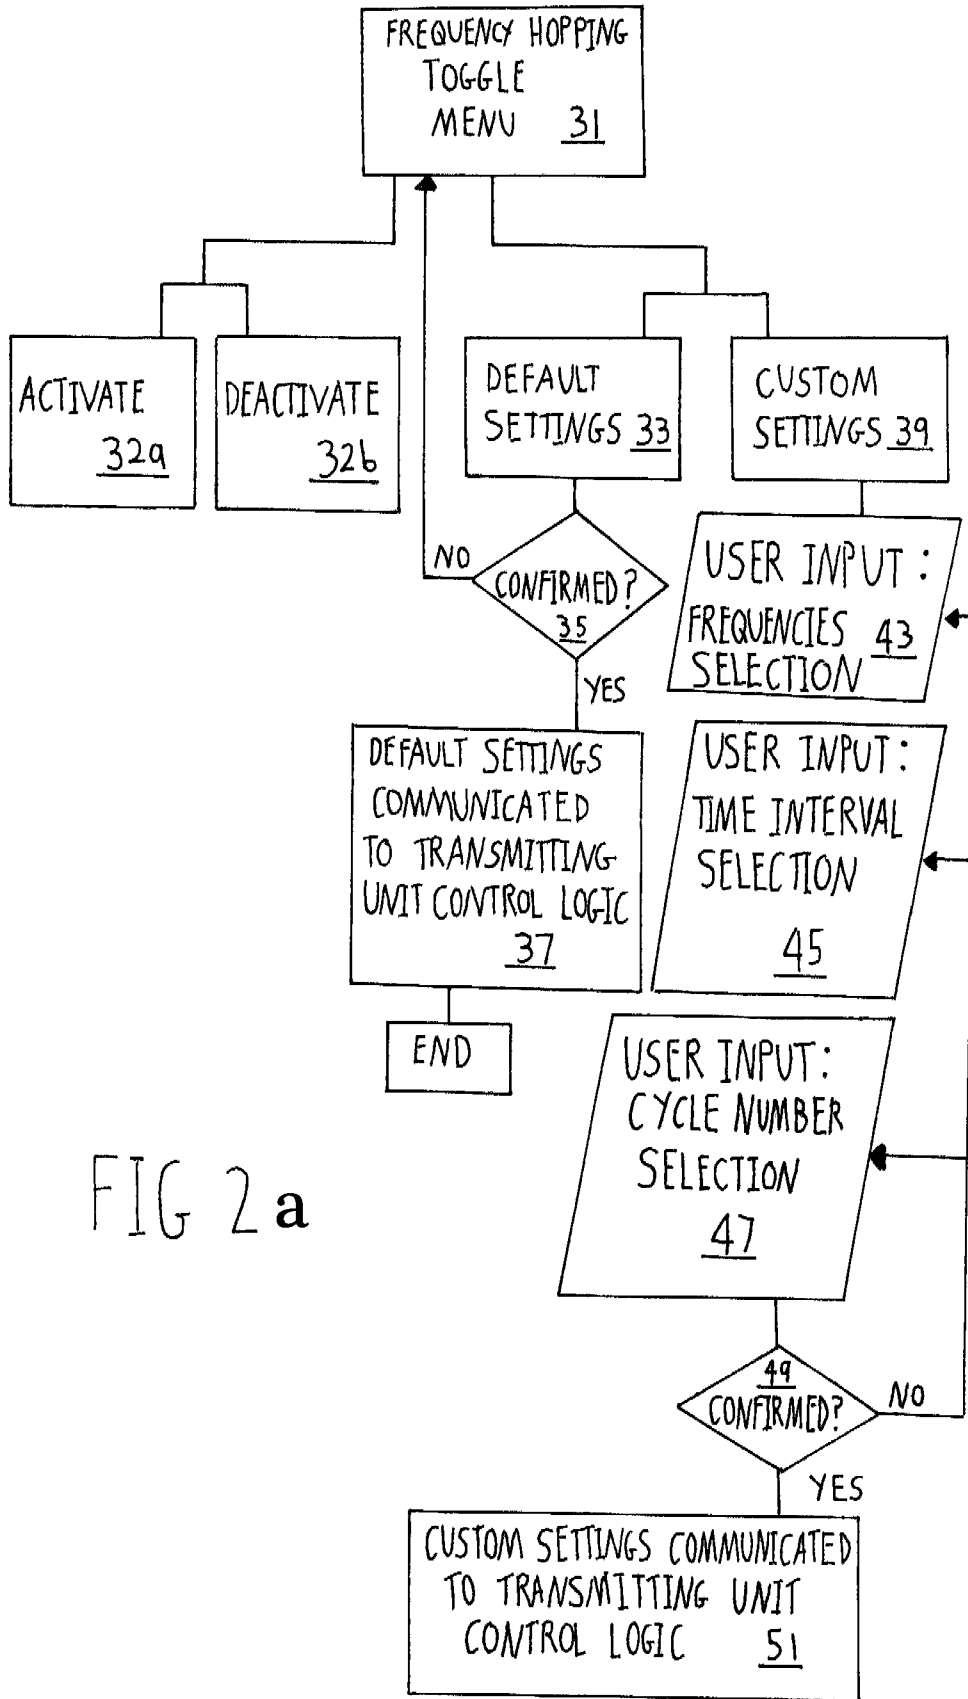 FREQUENCY HOPPING
TOGGLE
MENU 31
ACTIVATE
32a
DEACTIVATE
32b
DEFAULT
SETTINGS 33
CUSTOM
SETTINGS 39
NO
CONFIRMED?
35
YES
USER INPUT:
FREQUENCIES 43
SELECTION
DEFAULT SETTINGS
COMMUNICATED
TO TRANSMITTING
UNIT CONTROL LOGIC
37
END
USER INPUT:
TIME INTERVAL
SELECTION
45
USER INPUT:
CYCLE NUMBER
SELECTION
47
49
CONFIRMED?
NO
YES
CUSTOM SETTINGS COMMUNICATED
TO TRANSMITTING UNIT
CONTROL LOGIC 51
FIG 2a